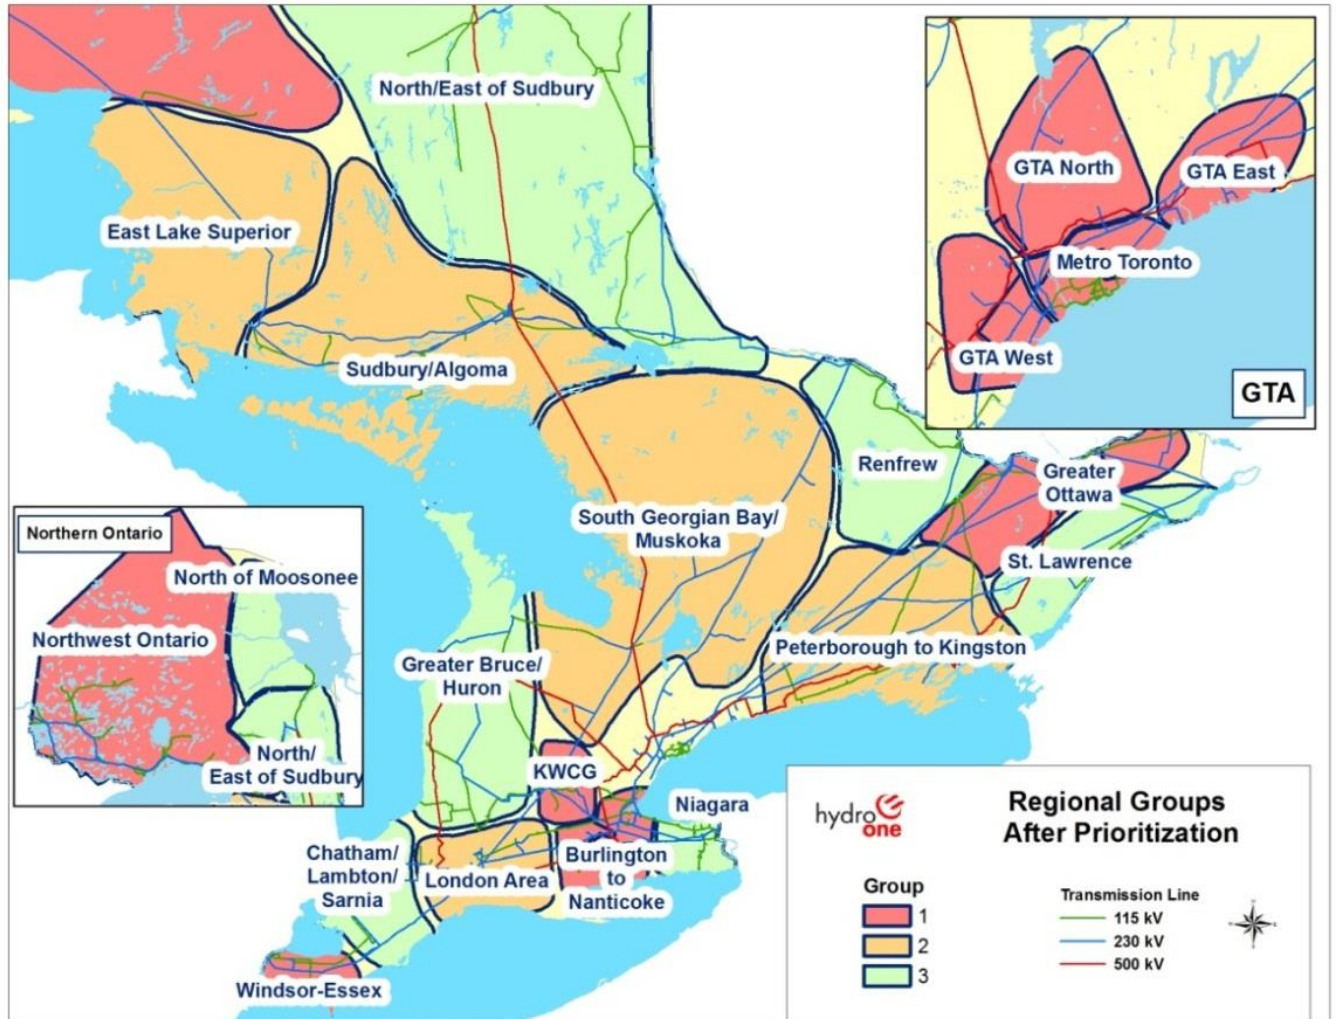 North/East of Sudbury
East Lake Superior
Sudbury/Algoma
GTA North
GTA East
Metro Toronto
GTA West
GTA
Renfrew
Greater
Ottawa
South Georgian Bay/
Muskoka
St. Lawrence
Peterborough to Kingston
Northern Ontario
North of Moosonee
Northwest Ontario
North/
East of Sudbury
Greater Bruce/
Huron
KWCG
Niagara
Chatham/
Lambton/
Sarnia
London Area
Burlington
to
Nanticoke
Windsor-Essex
hydro
one
Regional Groups
After Prioritization
Group
1
2
3
Transmission Line
115 kV
230 kV
500 kV